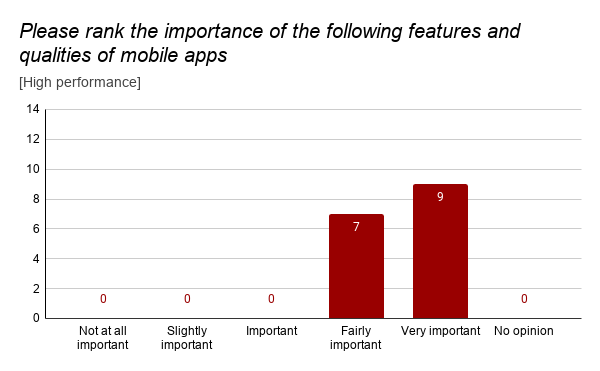 Please rank the importance of the following features and
qualities of mobile apps
[High performance]
14
12
10
8
6
4
2
0
0
0
0
7
9
0
Not at all
important
Slightly
important
Important
Fairly
important
Very important
No opinion